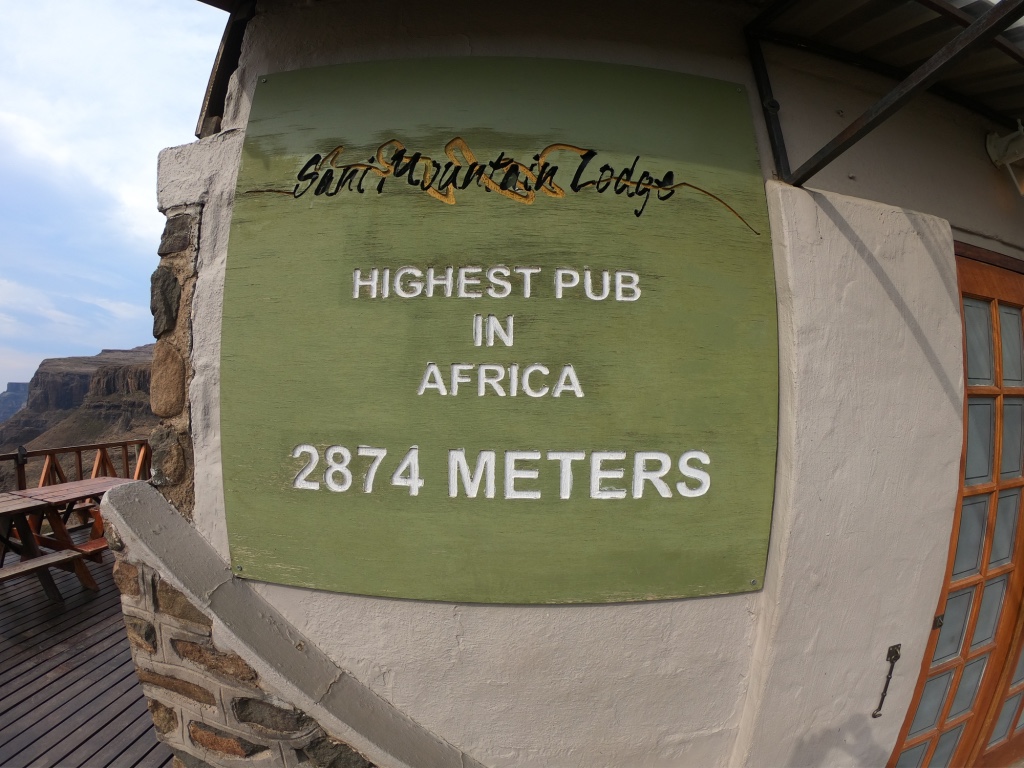 Sani Mountain Lodge
HIGHEST PUB
IN
AFRICA
2874 METERS